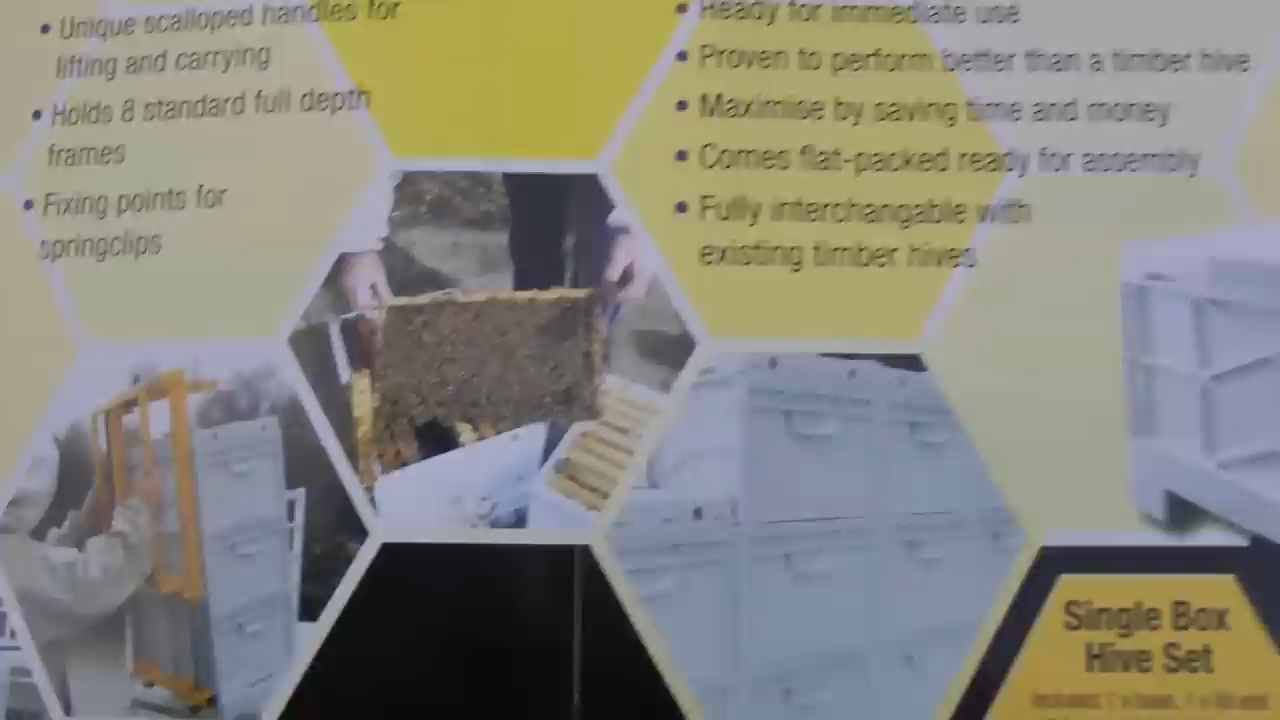 • Unique scalloped handles for
lifting and carrying
• Holds 8 standard full depth
frames
• Fixing points for
springclips
• Ready for immediate use
• Proven to perform better than a timber hive
• Maximise by saving time and money
• Comes flat-packed ready for assembly
• Fully interchangable with
existing timber hives
Single Box
Hive Set